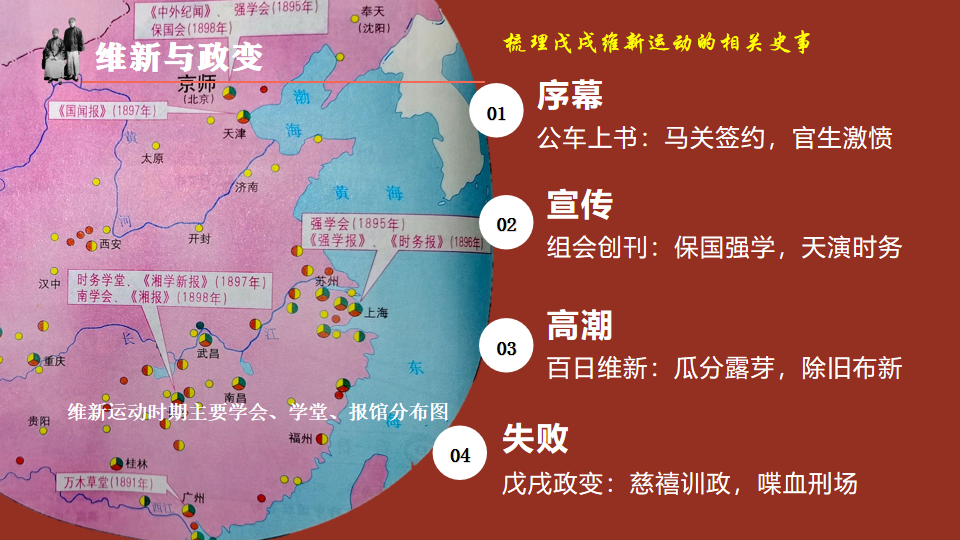 维新与政变
梳理戊戌维新运动的相关史事
《中外纪闻》、强学会(1895年)
保国会(1898年)
奉天
(沈阳)
京师
(北京)
《国闻报》(1897年)
天津
渤
海
黄
河
太原
济南
黄 海
西安
开封
强学会(1895年)
《强学报》、《时务报》(1896年)
汉中
时务学堂、《湘学新报》(1897年)
南学会、《湘报》(1898年)
苏州
上海
长
江
武昌
重庆
南昌
东
海
贵阳
维新运动时期主要学会、学堂、报馆分布图
福州
桂林
万木草堂(1891年)
广州
西江
01
序幕
公车上书：马关签约，官生激愤
02
宣传
组会创刊：保国强学，天演时务
03
高潮
百日维新：瓜分露芽，除旧布新
04
失败
戊戌政变：慈禧训政，喋血刑场